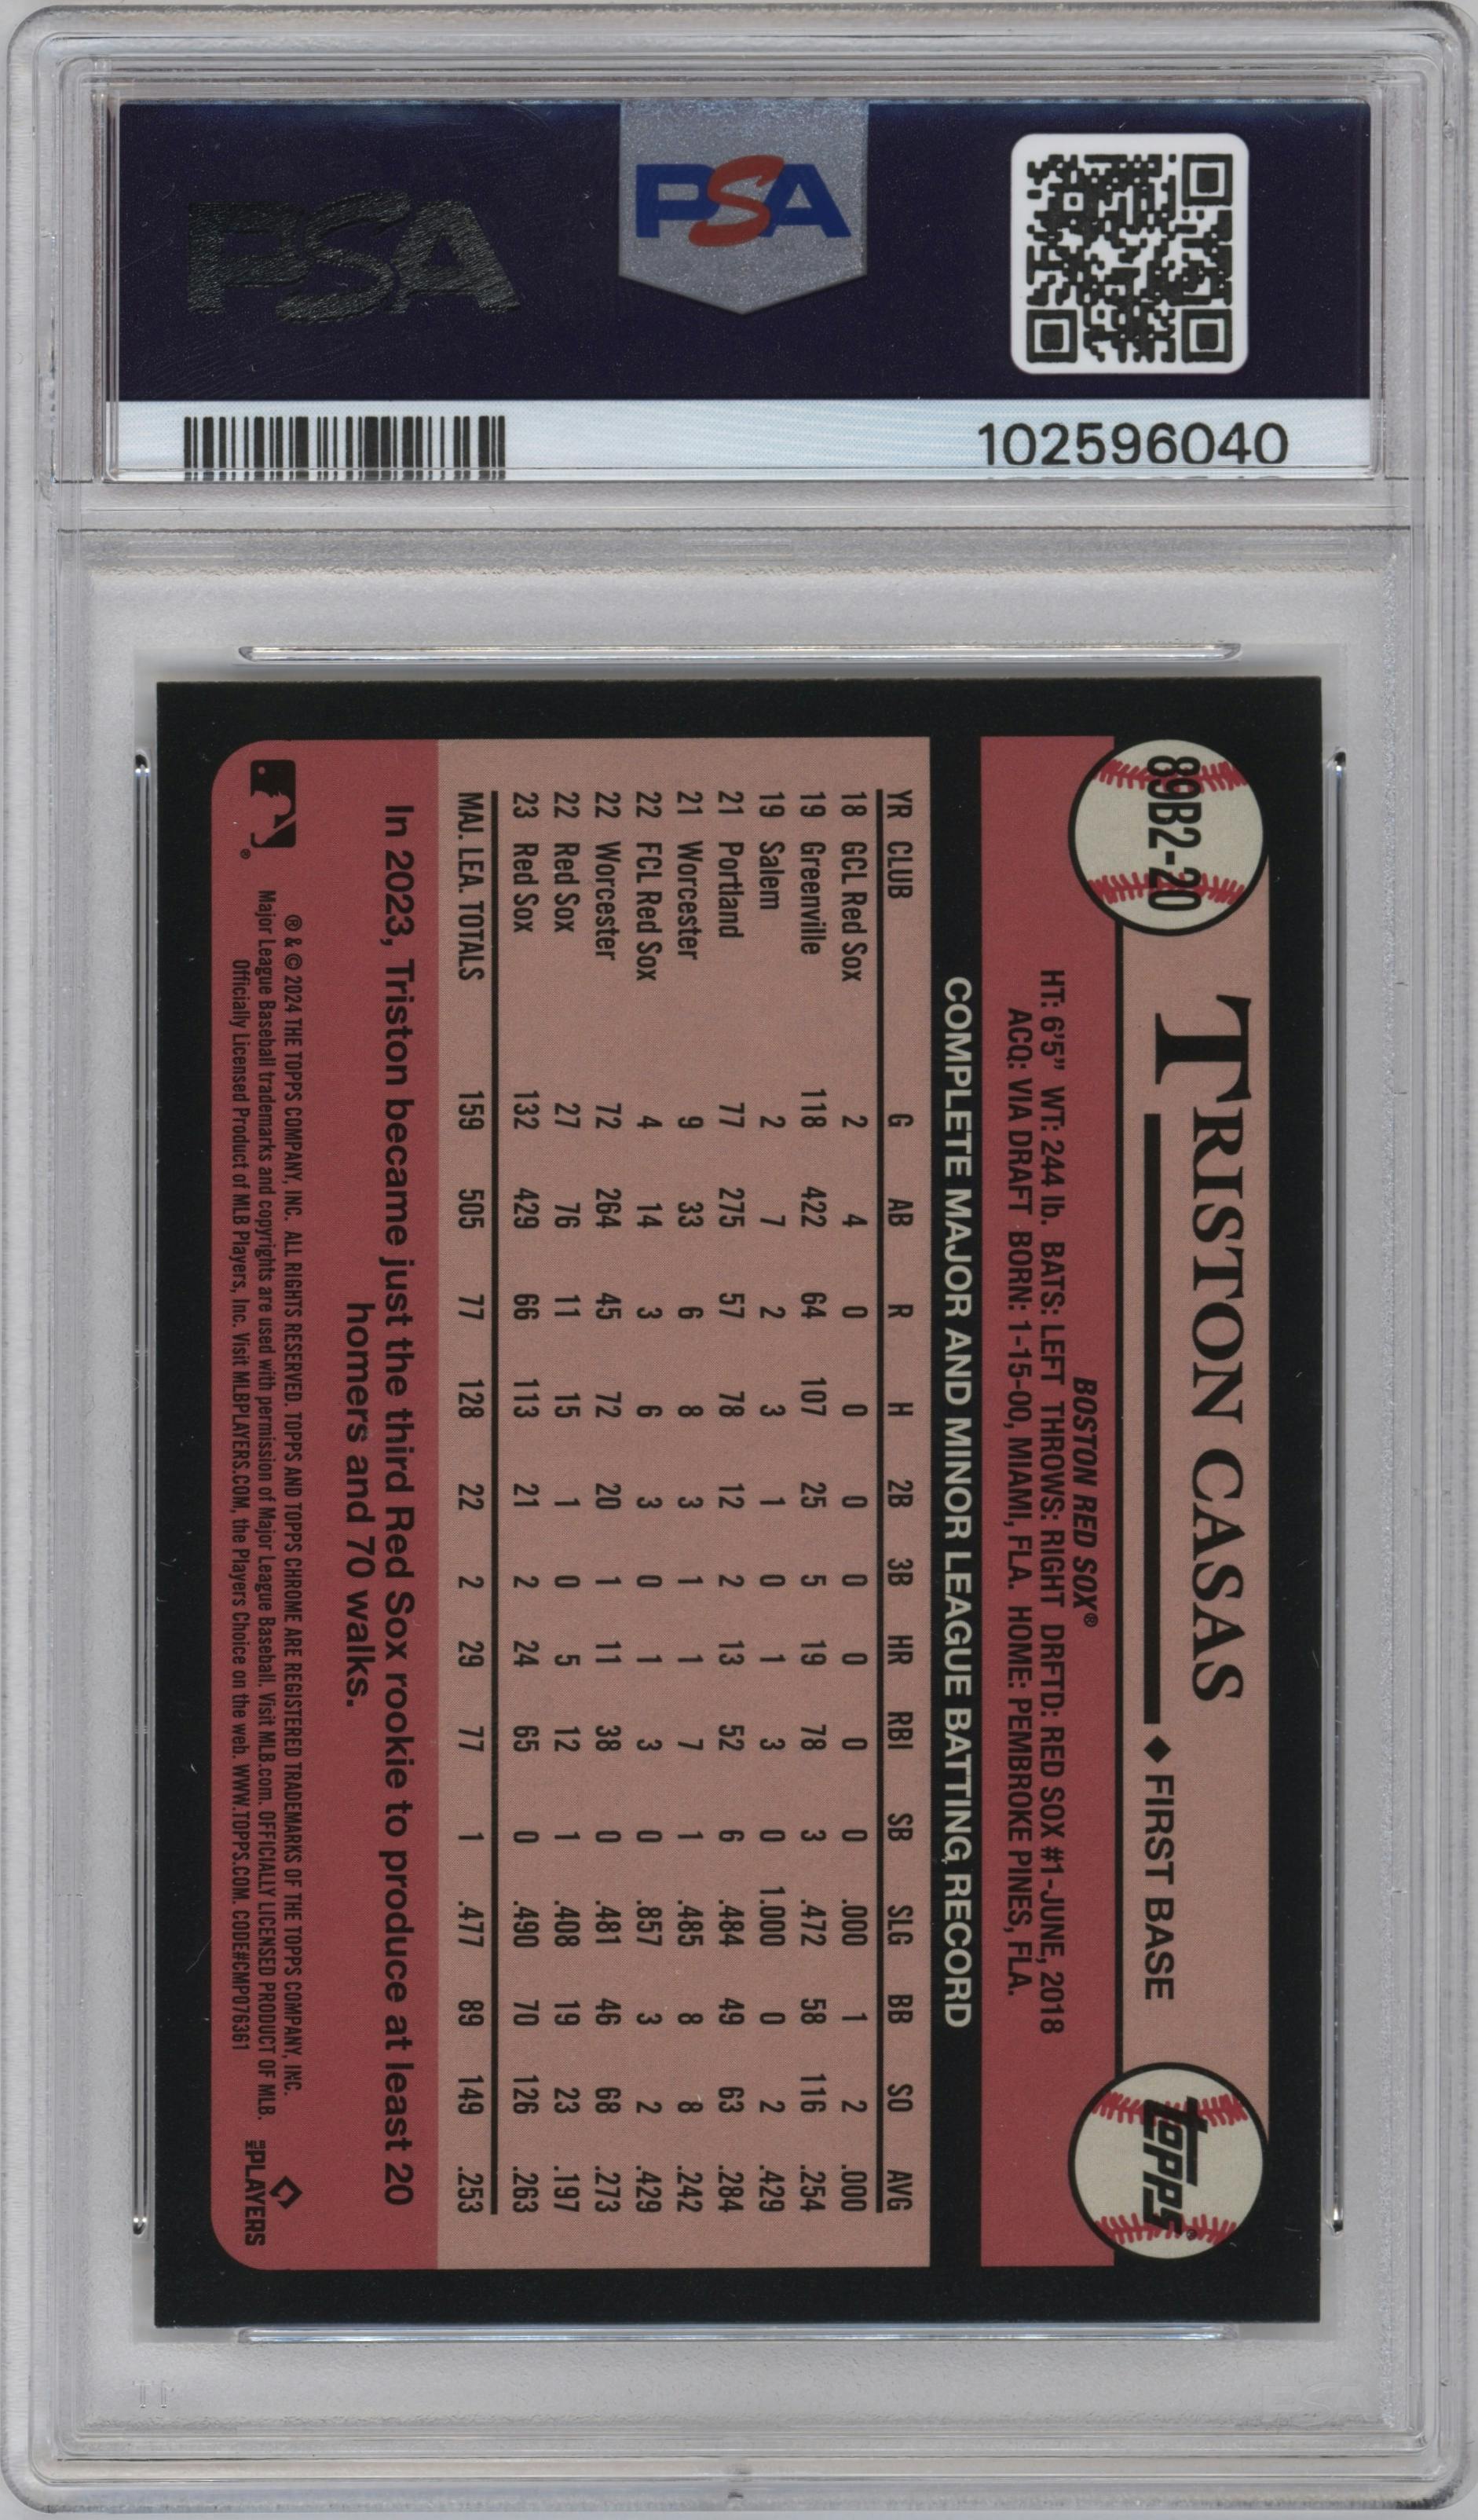 PSA
PSA
102596040
89B2-20
TRISTON CASAS
◆ FIRST BASE
topps®
BOSTON RED SOX®
HT: 6'5" WT: 244 lb. BATS: LEFT THROWS: RIGHT DRFTD: RED SOX #1-JUNE, 2018
ACQ: VIA DRAFT BORN: 1-15-00, MIAMI, FLA. HOME: PEMBROKE PINES, FLA.
COMPLETE MAJOR AND MINOR LEAGUE BATTING RECORD
YR CLUB G AB R H 2B 3B HR RBI SB SLG BB SO AVG
18 GCL Red Sox 2 4 0 0 0 0 0 0 0 .000 1 2 .000
19 Greenville 118 422 64 107 25 5 19 78 3 .472 58 116 .254
19 Salem 2 7 2 3 1 0 1 3 0 1.000 0 2 .429
21 Portland 77 275 57 78 12 2 13 52 6 .484 49 63 .284
21 Worcester 9 33 6 8 3 1 1 7 1 .485 8 8 .242
22 FCL Red Sox 4 14 3 6 3 0 1 3 0 .857 3 2 .429
22 Worcester 72 264 45 72 20 1 11 38 0 .481 46 68 .273
22 Red Sox 27 76 11 15 1 0 5 12 1 .408 19 23 .197
23 Red Sox 132 429 66 113 21 2 24 65 0 .490 70 126 .263
MAJ. LEA. TOTALS 159 505 77 128 22 2 29 77 1 .477 89 149 .253
In 2023, Triston became just the third Red Sox rookie to produce at least 20
homers and 70 walks.
® & © 2024 THE TOPPS COMPANY, INC. ALL RIGHTS RESERVED. TOPPS AND TOPPS CHROME ARE REGISTERED TRADEMARKS OF THE TOPPS COMPANY, INC.
Major League Baseball trademarks and copyrights are used with permission of Major League Baseball. Visit MLB.com. OFFICIALLY LICENSED PRODUCT OF MLB.
Officially Licensed Product of MLB Players, Inc. Visit MLBPLAYERS.COM, the Players Choice on the web. WWW.TOPPS.COM. CODE#CMP076361
MLB PLAYERS